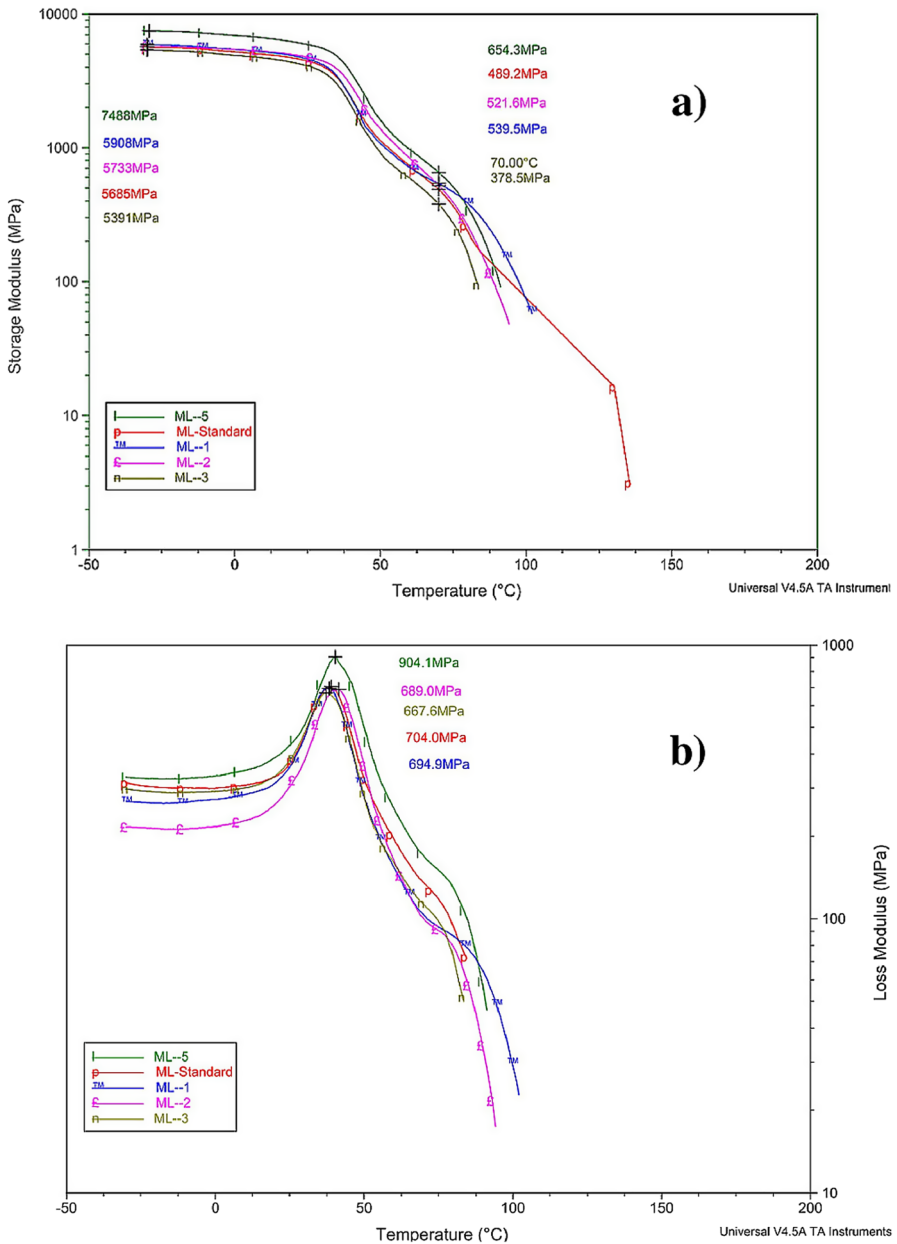 10000
1000
100
10
1
Storage Modulus (MPa)
7488MPa
5908MPa
5733MPa
5685MPa
5391MPa
654.3MPa
489.2MPa
521.6MPa
539.5MPa
70.00°C
378.5MPa
a)
ML--5
p ML-Standard
TM ML--1
£ ML--2
n ML--3
-50 0 50 100 150 200
Temperature (°C)
Universal V4.5A TA Instrument
904.1MPa
689.0MPa
667.6MPa
704.0MPa
694.9MPa
b)
1000
100
10
Loss Modulus (MPa)
ML--5
p ML-Standard
TM ML--1
£ ML--2
n ML--3
-50 0 50 100 150 200
Temperature (°C)
Universal V4.5A TA Instruments